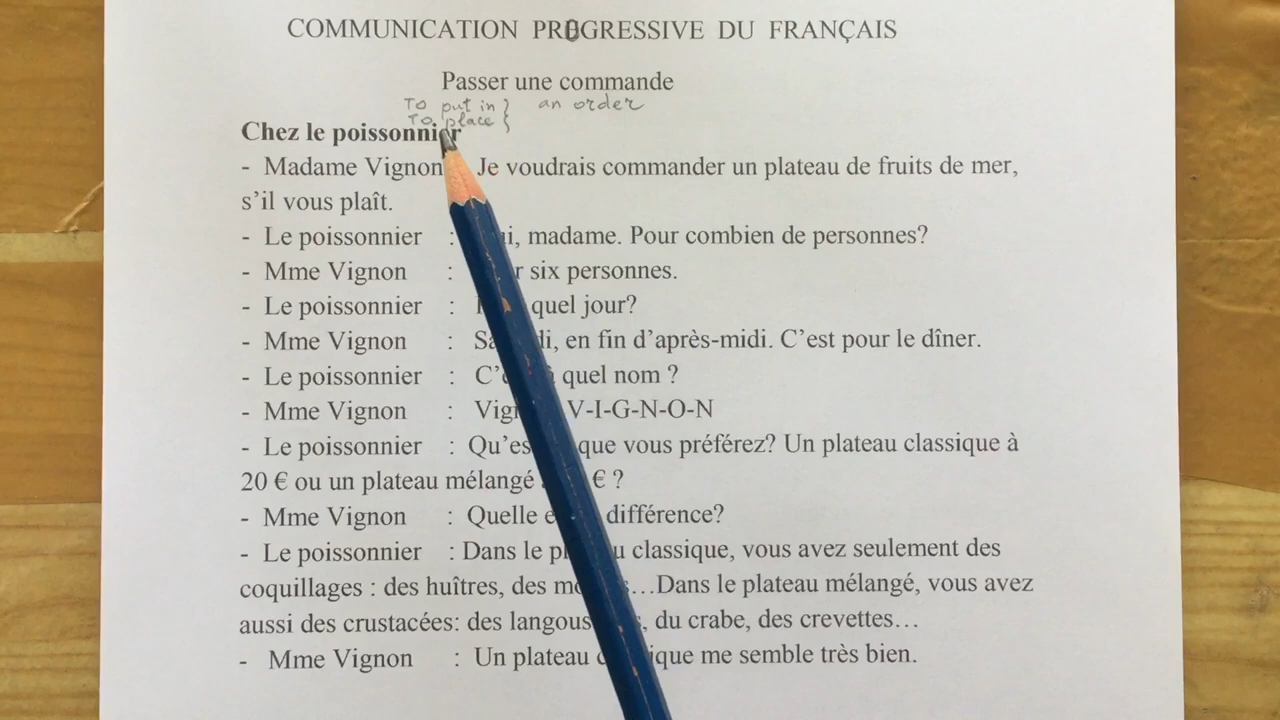 COMMUNICATION PROGRESSIVE DU FRANÇAIS
Passer une commande
To put in } an order
To place }
Chez le poissonnier
- Madame Vignon Je voudrais commander un plateau de fruits de mer,
s'il vous plaît.
- Le poissonnier : madame. Pour combien de personnes?
- Mme Vignon : six personnes.
- Le poissonnier : quel jour?
- Mme Vignon : en fin d'après-midi. C'est pour le dîner.
- Le poissonnier : quel nom ?
- Mme Vignon : V-I-G-N-O-N
- Le poissonnier : que vous préférez? Un plateau classique à
20 € ou un plateau mélangé € ?
- Mme Vignon : Quelle différence?
- Le poissonnier : Dans le classique, vous avez seulement des
coquillages : des huîtres, des …Dans le plateau mélangé, vous avez
aussi des crustacées: des du crabe, des crevettes…
- Mme Vignon : Un plateau me semble très bien.